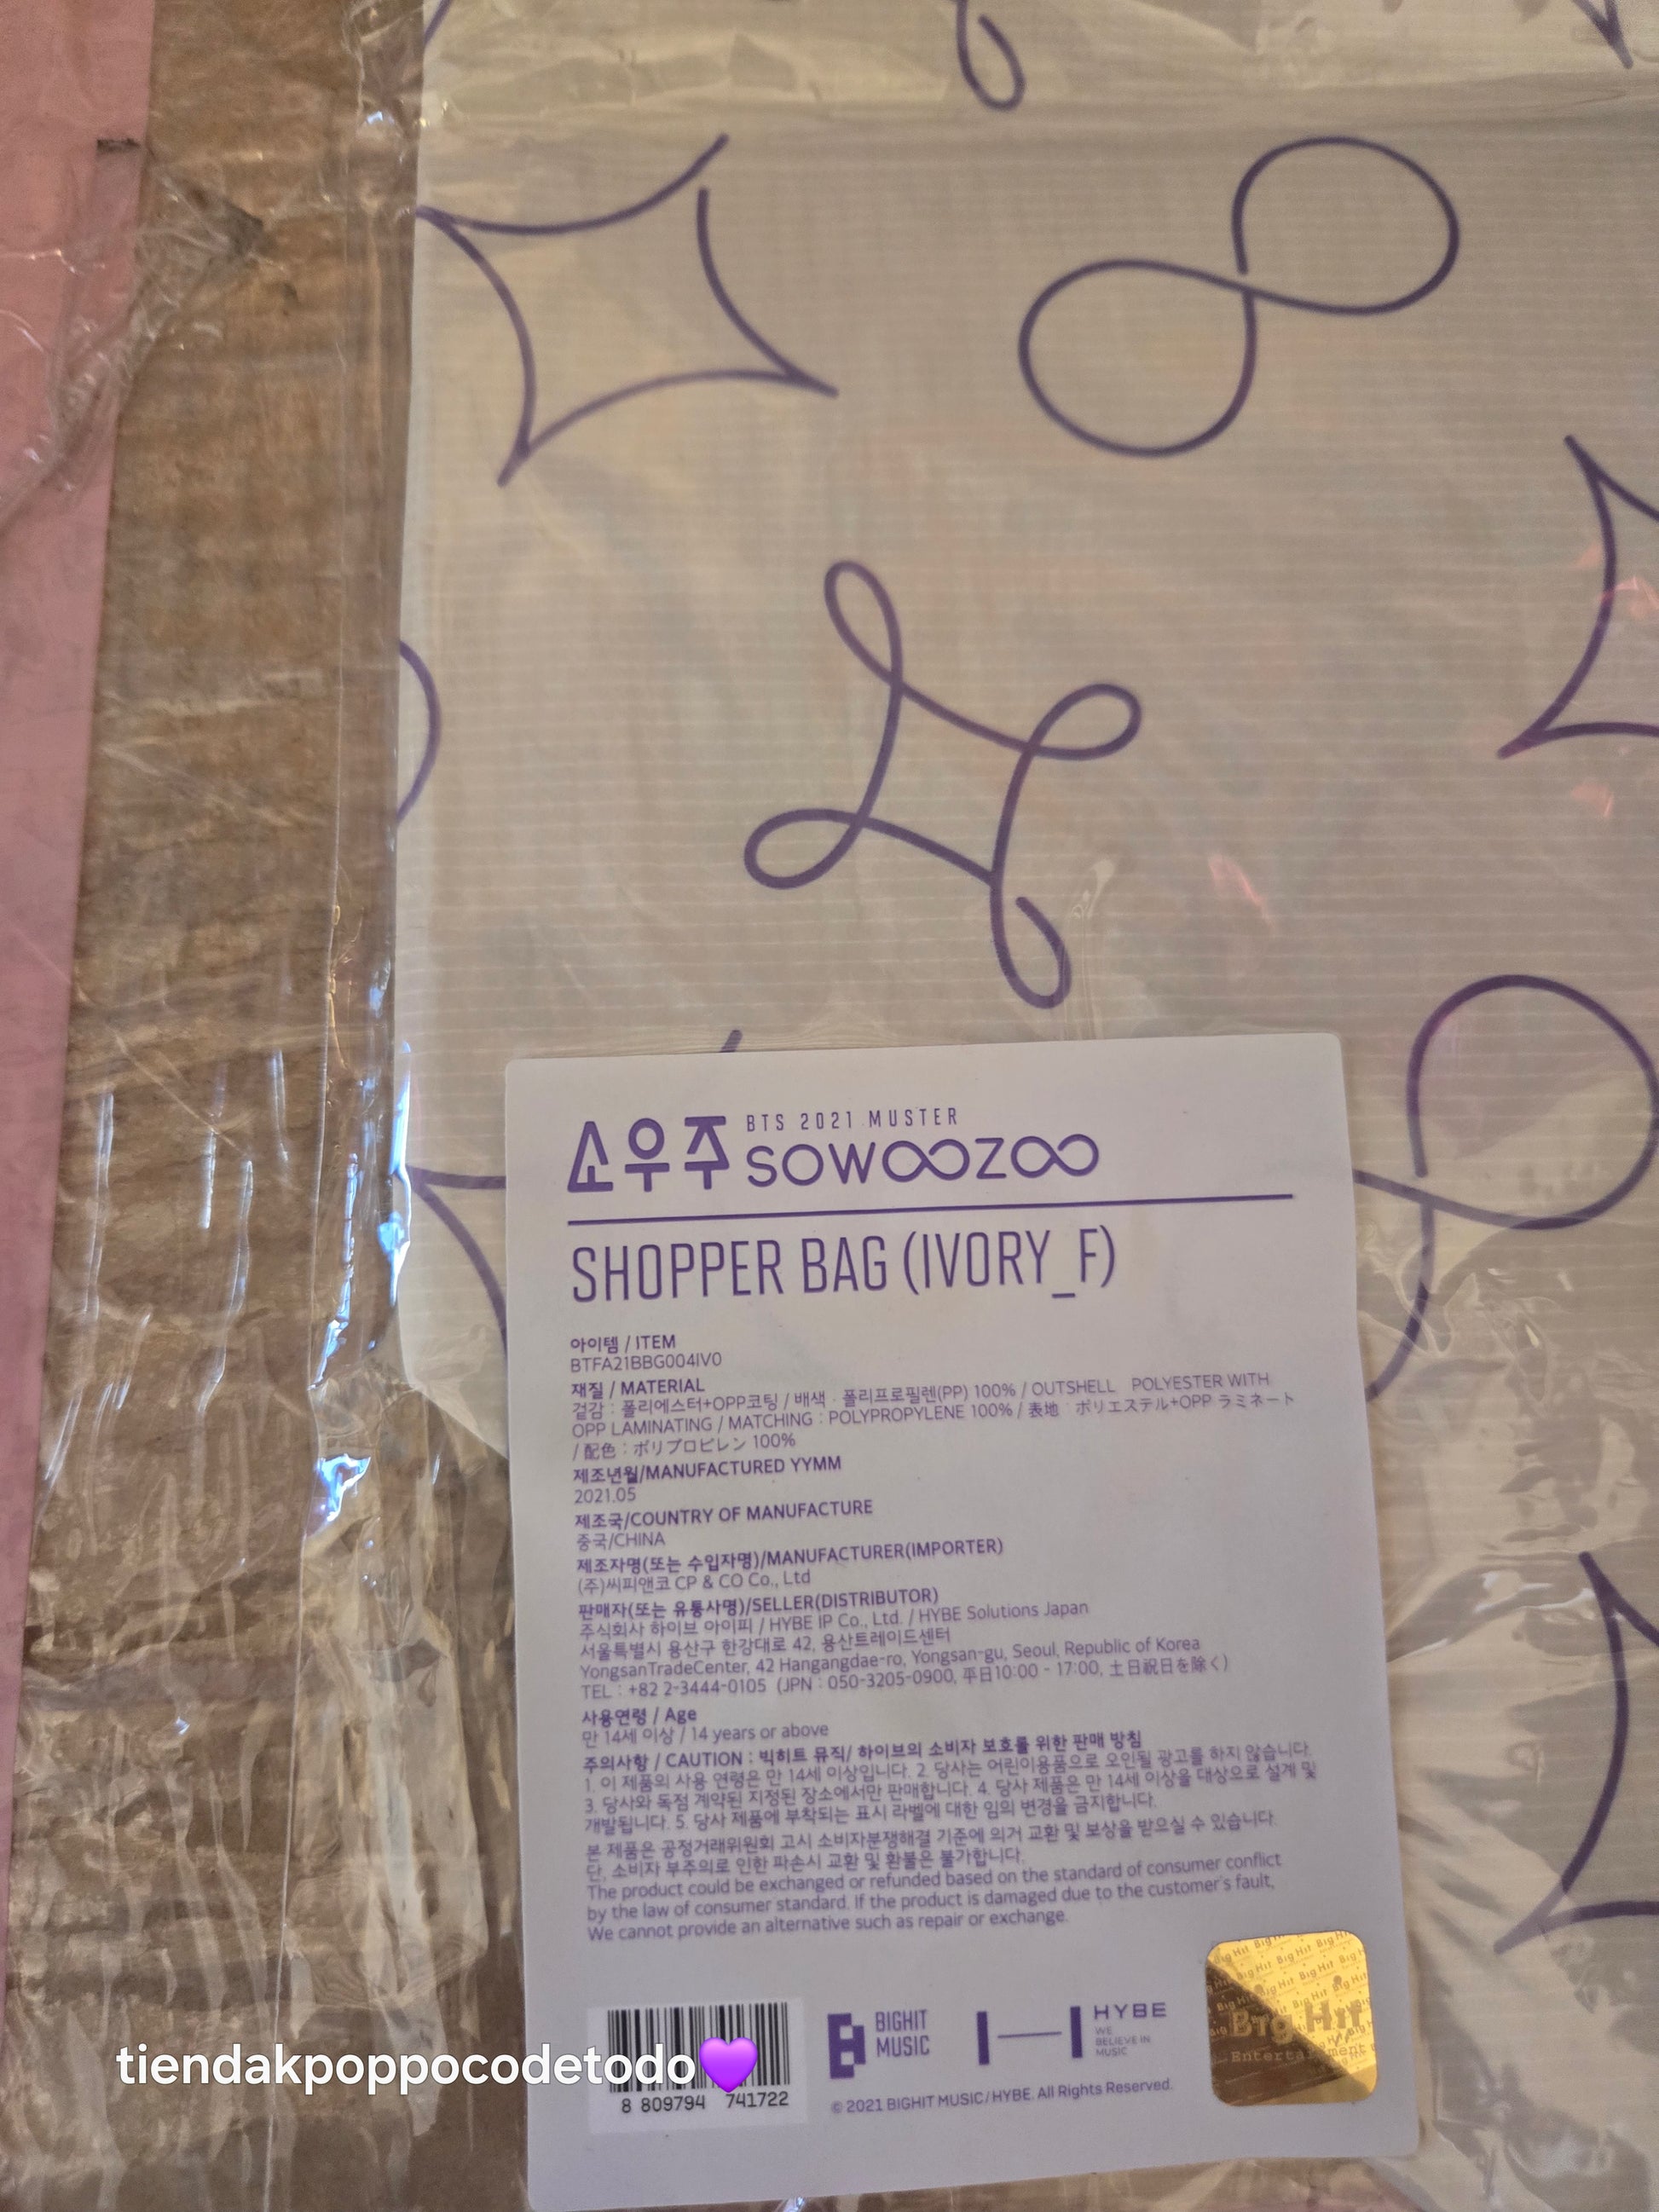 소우주 BTS 2021 MUSTER
SOWOOZOO
SHOPPER BAG (IVORY_F)
아이템 / ITEM
BTFA21BBG004IV0
재질 / MATERIAL
겉감 : 폴리에스터+OPP코팅 / 배색 : 폴리프로필렌(PP) 100% / OUTSHELL : POLYESTER WITH
OPP LAMINATING / MATCHING : POLYPROPYLENE 100% / 表地 : ポリエステル+OPP ラミネート
/ 配色 : ポリプロピレン 100%
제조년월/MANUFACTURED YYMM
2021.05
제조국/COUNTRY OF MANUFACTURE
중국/CHINA
제조자명(또는 수입자명)/MANUFACTURER(IMPORTER)
(주)씨피앤코 CP & CO Co., Ltd
판매자(또는 유통사명)/SELLER(DISTRIBUTOR)
주식회사 하이브 아이피 / HYBE IP Co., Ltd. / HYBE Solutions Japan
서울특별시 용산구 한강대로 42, 용산트레이드센터
YongsanTradeCenter, 42 Hangangdae-ro, Yongsan-gu, Seoul, Republic of Korea
TEL : +82 2-3444-0105 (JPN : 050-3205-0900, 平日10:00 - 17:00, 土日祝日を除く)
사용연령 / Age
만 14세 이상 / 14 years or above
주의사항 / CAUTION : 빅히트 뮤직/ 하이브의 소비자 보호를 위한 판매 방침
1. 이 제품의 사용 연령은 만 14세 이상입니다. 2. 당사는 어린이용품으로 오인될 광고를 하지 않습니다.
3. 당사와 독점 계약된 지정된 장소에서만 판매합니다. 4. 당사 제품은 만 14세 이상을 대상으로 설계 및
개발됩니다. 5. 당사 제품에 부착되는 표시 라벨에 대한 임의 변경을 금지합니다.
본 제품은 공정거래위원회 고시 소비자분쟁해결 기준에 의거 교환 및 보상을 받으실 수 있습니다.
단, 소비자 부주의로 인한 파손시 교환 및 환불은 불가합니다.
The product could be exchanged or refunded based on the standard of consumer conflict
by the law of consumer standard. If the product is damaged due to the customer's fault,
We cannot provide an alternative such as repair or exchange.
BIGHIT
MUSIC
HYBE
WE
BELIEVE IN
MUSIC
Big Hit
Entertainment
tiendakpoppocodetodo💜
8 809794 741722
© 2021 BIGHIT MUSIC / HYBE. All Rights Reserved.